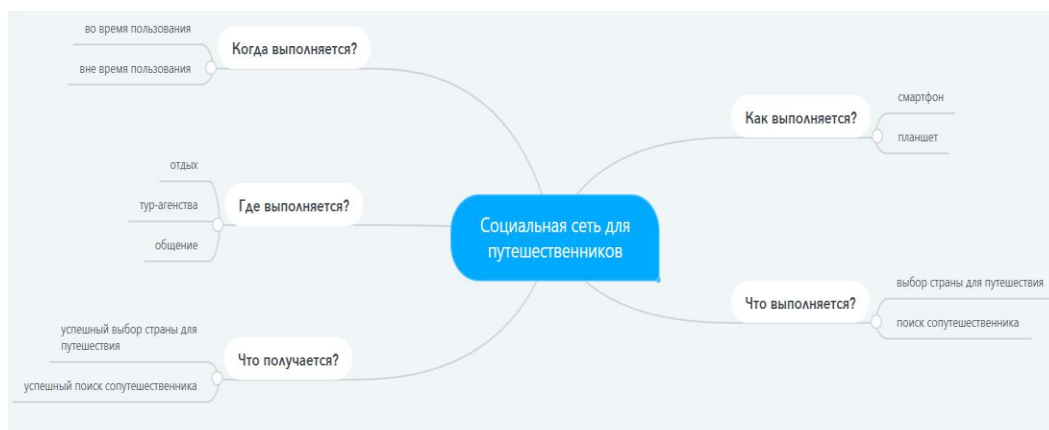 во время пользования
вне время пользования
Когда выполняется?
отдых
тур-агенства
общение
Где выполняется?
успешный выбор страны для
путешествия
успешный поиск сопутешественника
Что получается?
Социальная сеть для
путешественников
Как выполняется?
смартфон
планшет
Что выполняется?
выбор страны для путешествия
поиск сопутешественника